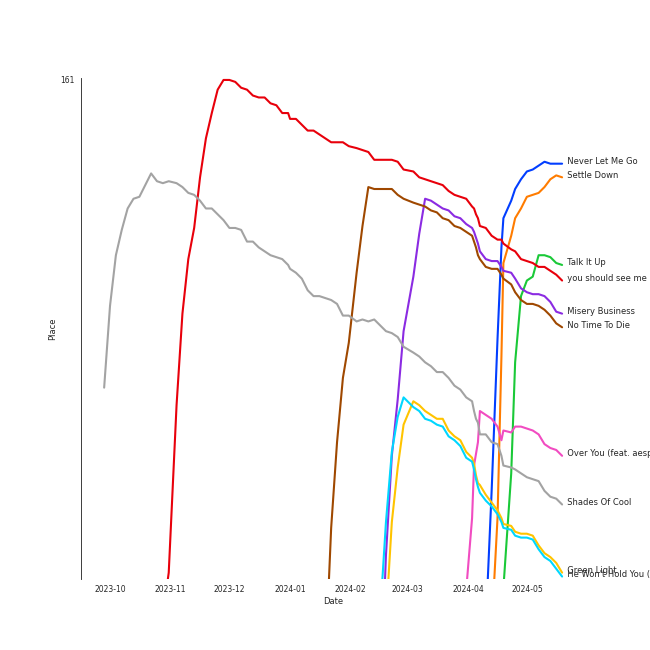 161
Never Let Me Go
Settle Down
Talk It Up
you should see me
Misery Business
No Time To Die
Place
Over You (feat. aesp
Shades Of Cool
Green Light
He Won't Hold You (
2023-10 2023-11 2023-12 2024-01 2024-02 2024-03 2024-04 2024-05
Date